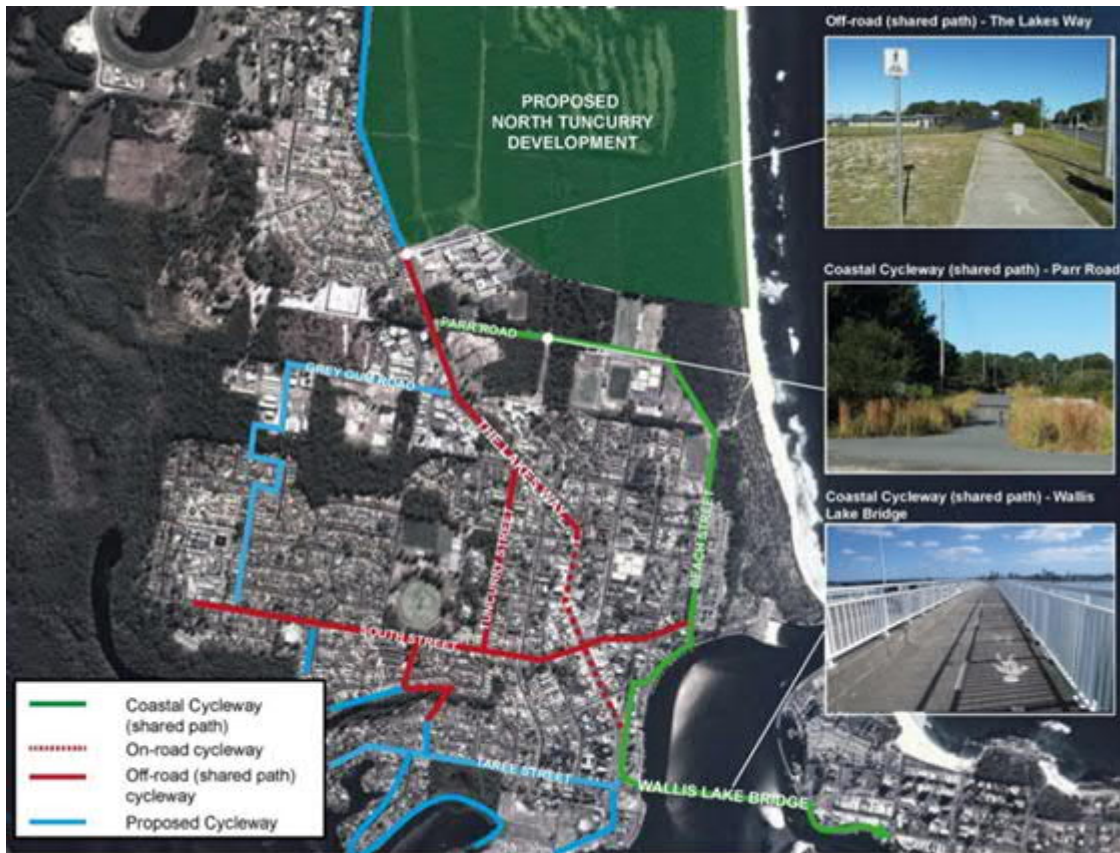 Off-road (shared path) - The Lakes Way
PROPOSED
NORTH TUNCURRY
DEVELOPMENT
Coastal Cycleway (shared path) - Parr Road
PARR ROAD
GREY GUM ROAD
THE LAKES WAY
TUNCURRY STREET
BEACH STREET
Coastal Cycleway (shared path) - Wallis
Lake Bridge
SOUTH STREET
TAREE STREET
WALLIS LAKE BRIDGE
Coastal Cycleway
(shared path)
On-road cycleway
Off-road (shared path)
cycleway
Proposed Cycleway